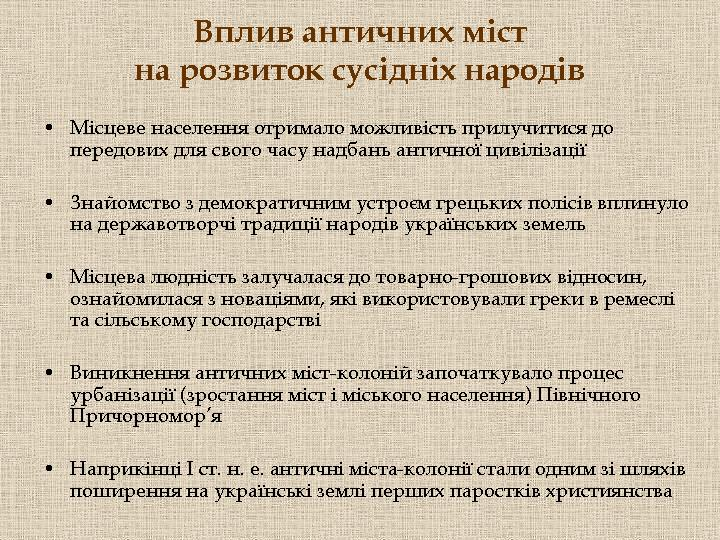 Вплив античних міст
на розвиток сусідніх народів
• Місцеве населення отримало можливість прилучитися до
передових для свого часу надбань античної цивілізації
• Знайомство з демократичним устроєм грецьких полісів вплинуло
на державотворчі традиції народів українських земель
• Місцева людність залучалася до товарно-грошових відносин,
ознайомилася з новаціями, які використовували греки в ремеслі
та сільському господарстві
• Виникнення античних міст-колоній започаткувало процес
урбанізації (зростання міст і міського населення) Північного
Причорномор′я
• Наприкінці І ст. н. е. античні міста-колонії стали одним зі шляхів
поширення на українські землі перших паростків християнства